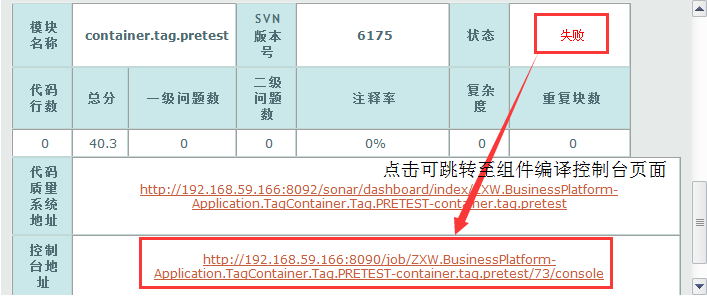 模块名称 container.tag.pretest SVN版本号 6175 状态 失败
代码行数 总分 一级问题数 二级问题数 注释率 复杂度 重复块数
0 40.3 0 0 0% 0 0
点击可跳转至组件编译控制台页面
代码质量系统地址 http://192.168.59.166:8092/sonar/dashboard/index/ZXW.BusinessPlatform-
Application.TagContainer.Tag.PRETEST-container.tag.pretest
控制台地址 http://192.168.59.166:8090/job/ZXW.BusinessPlatform-
Application.TagContainer.Tag.PRETEST-container.tag.pretest/73/console